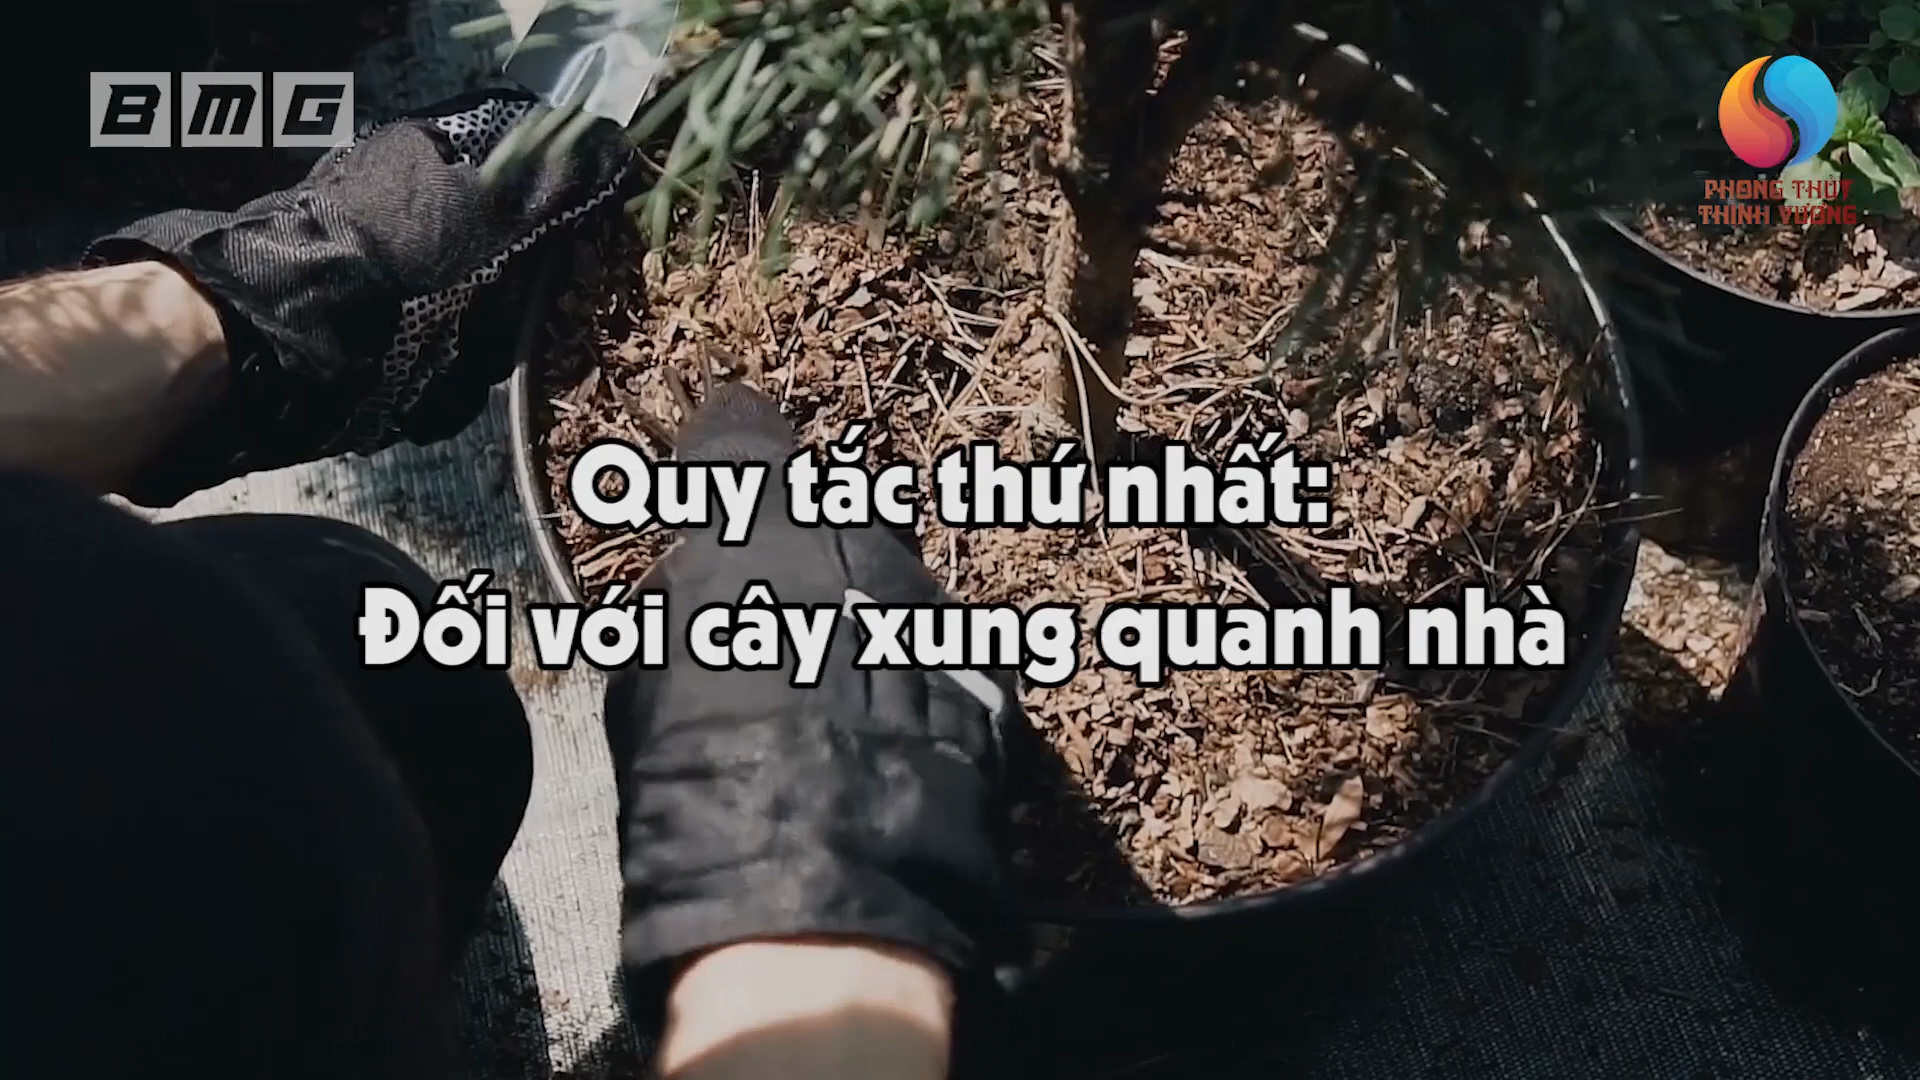 BMG
PHONG THỦY
THỊNH VƯỢNG
Quy tắc thứ nhất:
Đối với cây xung quanh nhà